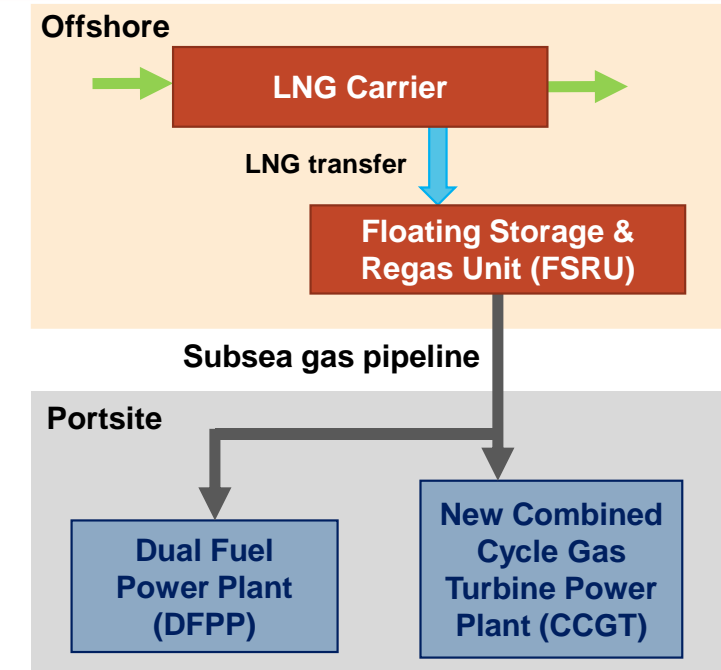 Offshore
LNG Carrier
LNG transfer
Floating Storage &
Regas Unit (FSRU)
Subsea gas pipeline
Portsite
Dual Fuel
Power Plant
(DFPP)
New Combined
Cycle Gas
Turbine Power
Plant (CCGT)